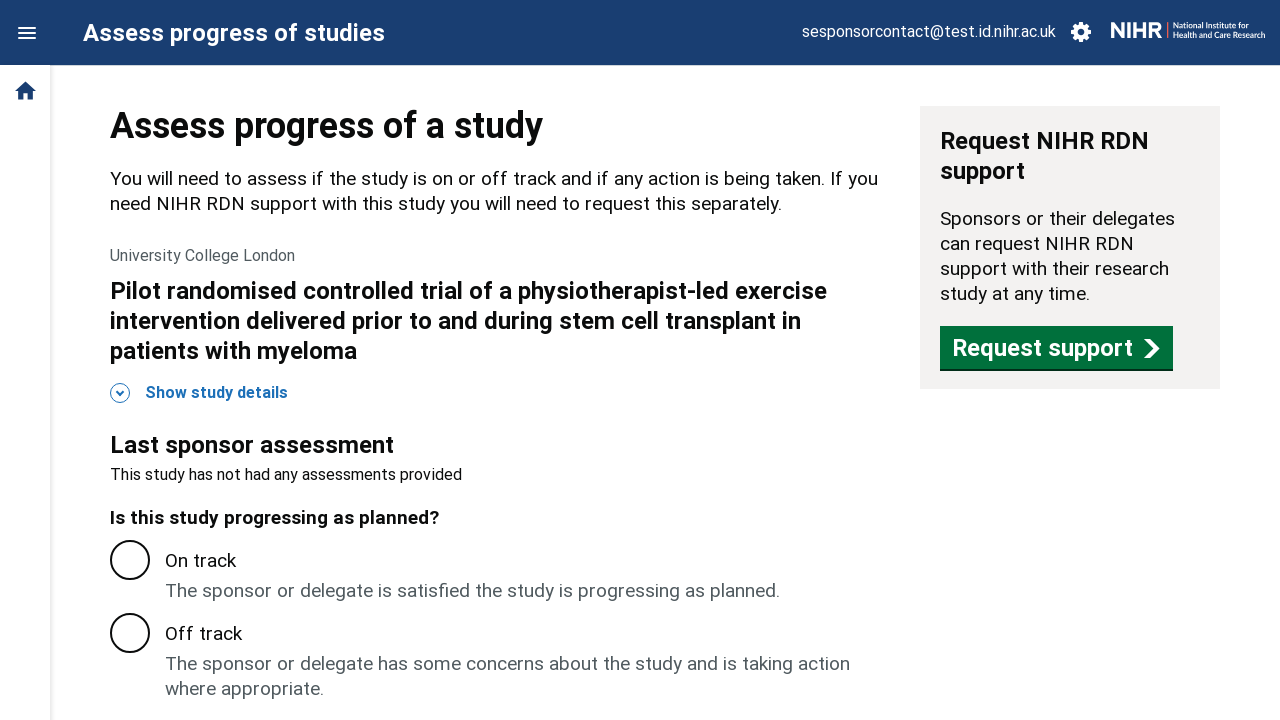 Assess progress of studies
sesponsorcontact@test.id.nihr.ac.uk
NIHR | National Institute for
Health and Care Research
Assess progress of a study
You will need to assess if the study is on or off track and if any action is being taken. If you
need NIHR RDN support with this study you will need to request this separately.
University College London
Pilot randomised controlled trial of a physiotherapist-led exercise
intervention delivered prior to and during stem cell transplant in
patients with myeloma
Show study details
Last sponsor assessment
This study has not had any assessments provided
Is this study progressing as planned?
On track
The sponsor or delegate is satisfied the study is progressing as planned.
Off track
The sponsor or delegate has some concerns about the study and is taking action
where appropriate.
Request NIHR RDN
support
Sponsors or their delegates
can request NIHR RDN
support with their research
study at any time.
Request support